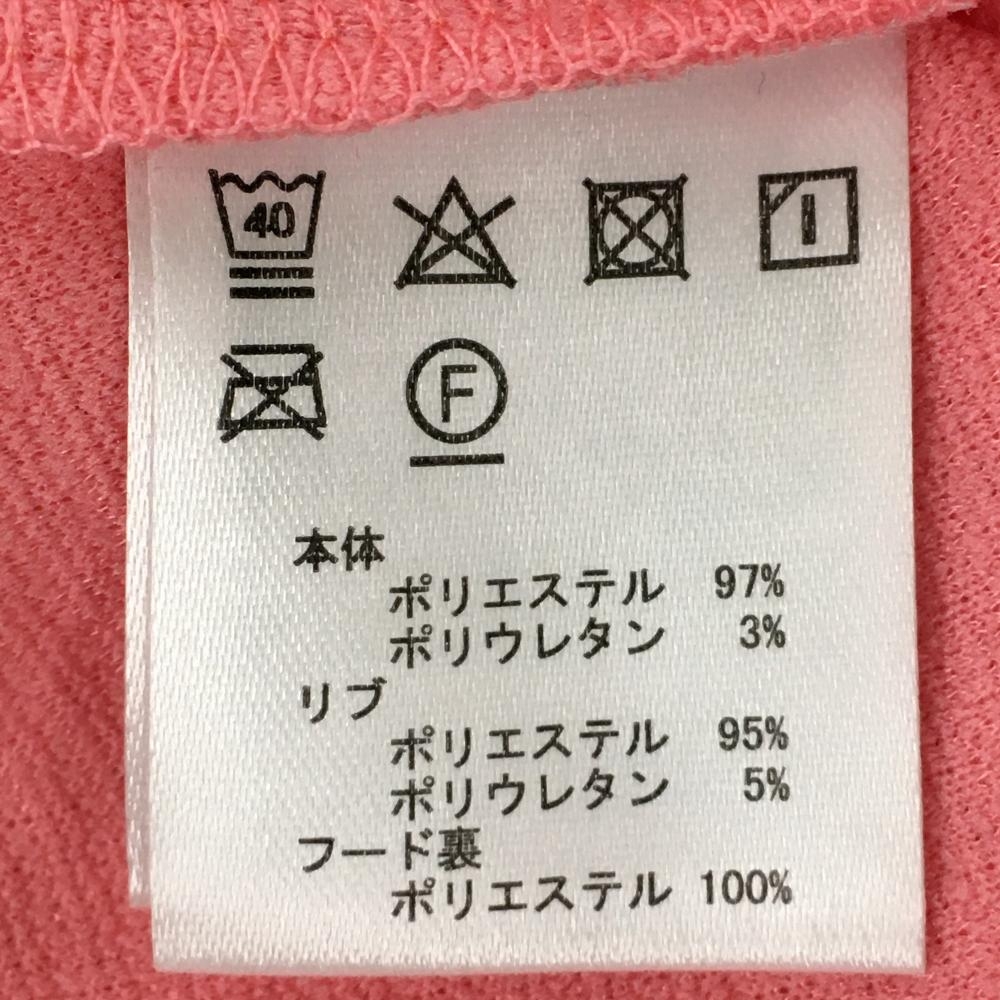 40
F
本体
ポリエステル 97%
ポリウレタン 3%
リブ
ポリエステル 95%
ポリウレタン 5%
フード裏
ポリエステル 100%